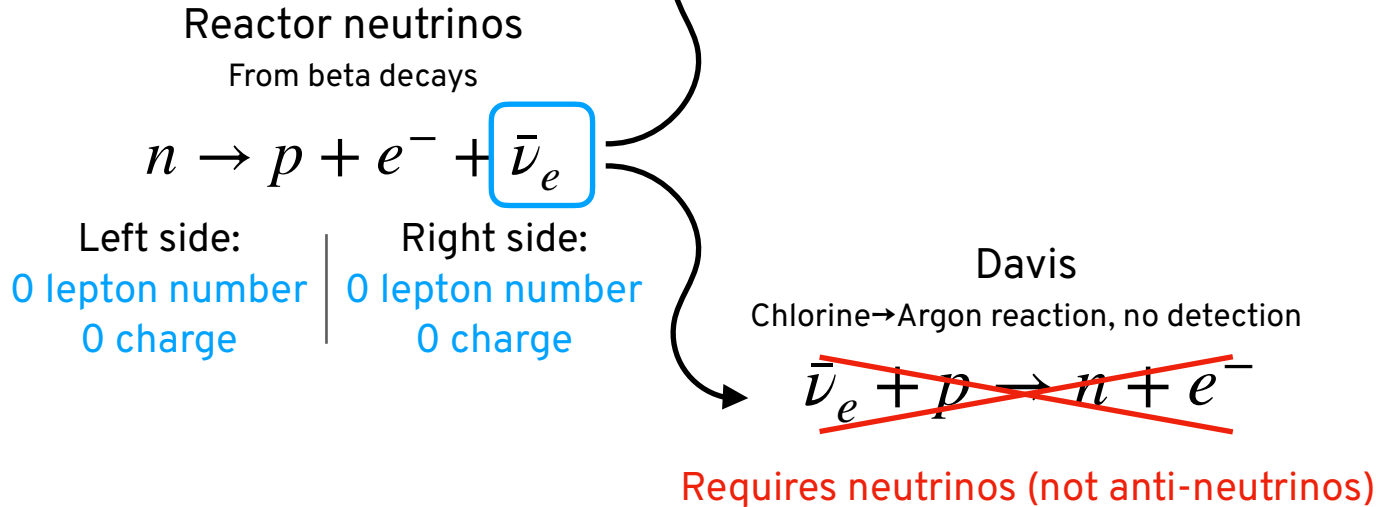 Reactor neutrinos
From beta decays
n → p + e⁻ + ν̄ₑ
Left side:
0 lepton number
0 charge
Right side:
0 lepton number
0 charge
Davis
Chlorine→Argon reaction, no detection
ν̄ₑ + p → n + e⁻
Requires neutrinos (not anti-neutrinos)